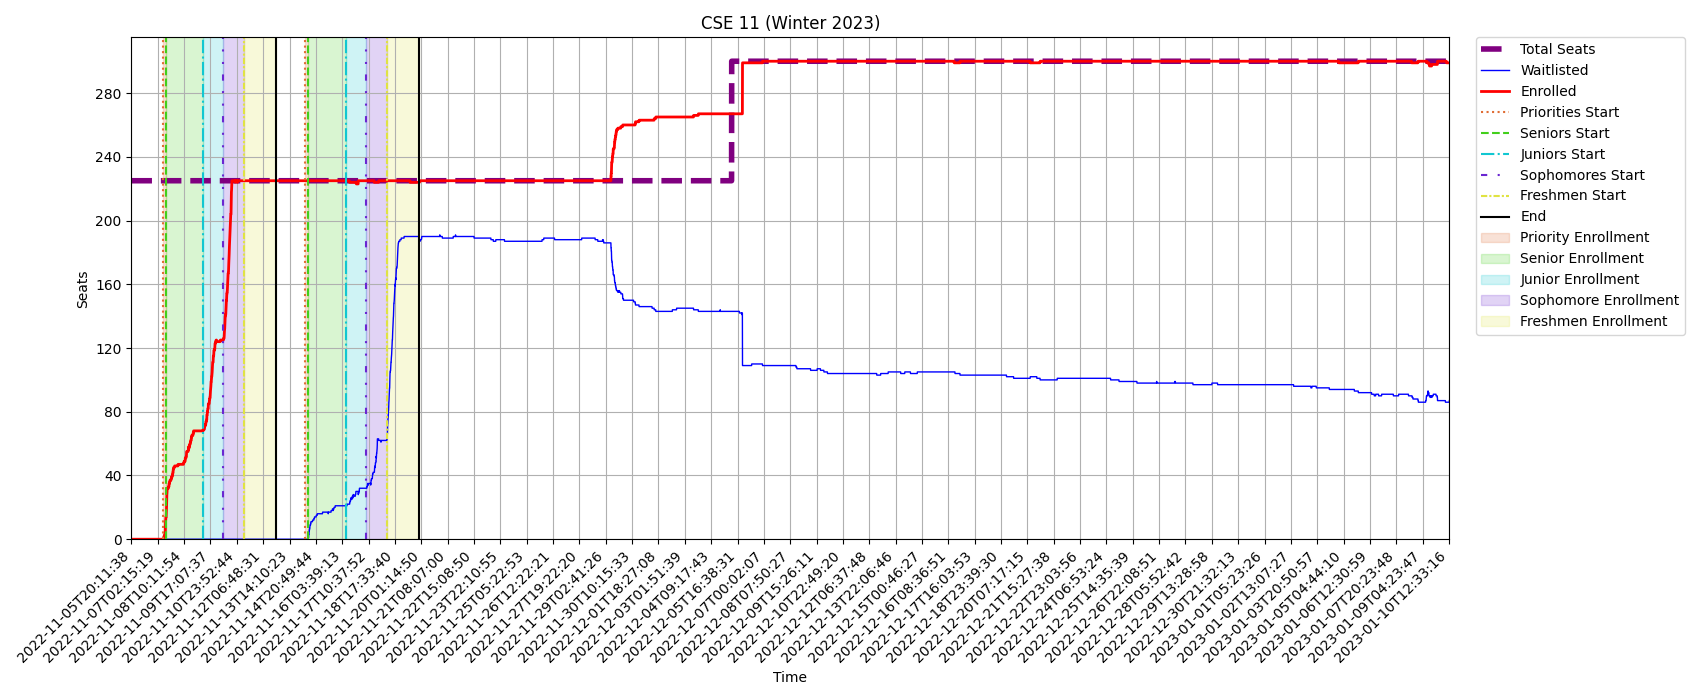 CSE 11 (Winter 2023)
Seats
280
240
200
160
120
80
40
0
2022-11-05T20:11:38
2022-11-07T02:15:19
2022-11-08T10:11:54
2022-11-09T17:07:37
2022-11-10T23:52:44
2022-11-12T06:48:31
2022-11-13T14:10:23
2022-11-14T20:49:44
2022-11-16T03:39:13
2022-11-17T10:37:52
2022-11-18T17:33:40
2022-11-20T01:14:50
2022-11-21T08:07:00
2022-11-22T15:08:50
2022-11-23T22:10:55
2022-11-25T05:22:53
2022-11-26T12:22:21
2022-11-27T19:22:20
2022-11-29T02:41:26
2022-11-30T10:15:33
2022-12-01T18:27:08
2022-12-03T01:51:39
2022-12-04T09:17:43
2022-12-05T16:38:31
2022-12-07T00:02:07
2022-12-08T07:50:27
2022-12-09T15:26:11
2022-12-10T22:49:20
2022-12-12T06:37:48
2022-12-13T22:06:46
2022-12-15T00:46:27
2022-12-16T08:36:51
2022-12-17T16:03:53
2022-12-18T23:39:30
2022-12-20T07:17:15
2022-12-21T15:27:38
2022-12-22T23:03:56
2022-12-24T06:53:24
2022-12-25T14:35:39
2022-12-26T22:08:51
2022-12-28T05:52:42
2022-12-29T13:28:58
2022-12-30T21:32:13
2023-01-01T05:23:26
2023-01-02T13:07:27
2023-01-03T20:50:57
2023-01-05T04:44:10
2023-01-06T12:30:59
2023-01-07T20:23:48
2023-01-09T04:23:47
2023-01-10T12:33:16
Time
Total Seats
Waitlisted
Enrolled
Priorities Start
Seniors Start
Juniors Start
Sophomores Start
Freshmen Start
End
Priority Enrollment
Senior Enrollment
Junior Enrollment
Sophomore Enrollment
Freshmen Enrollment